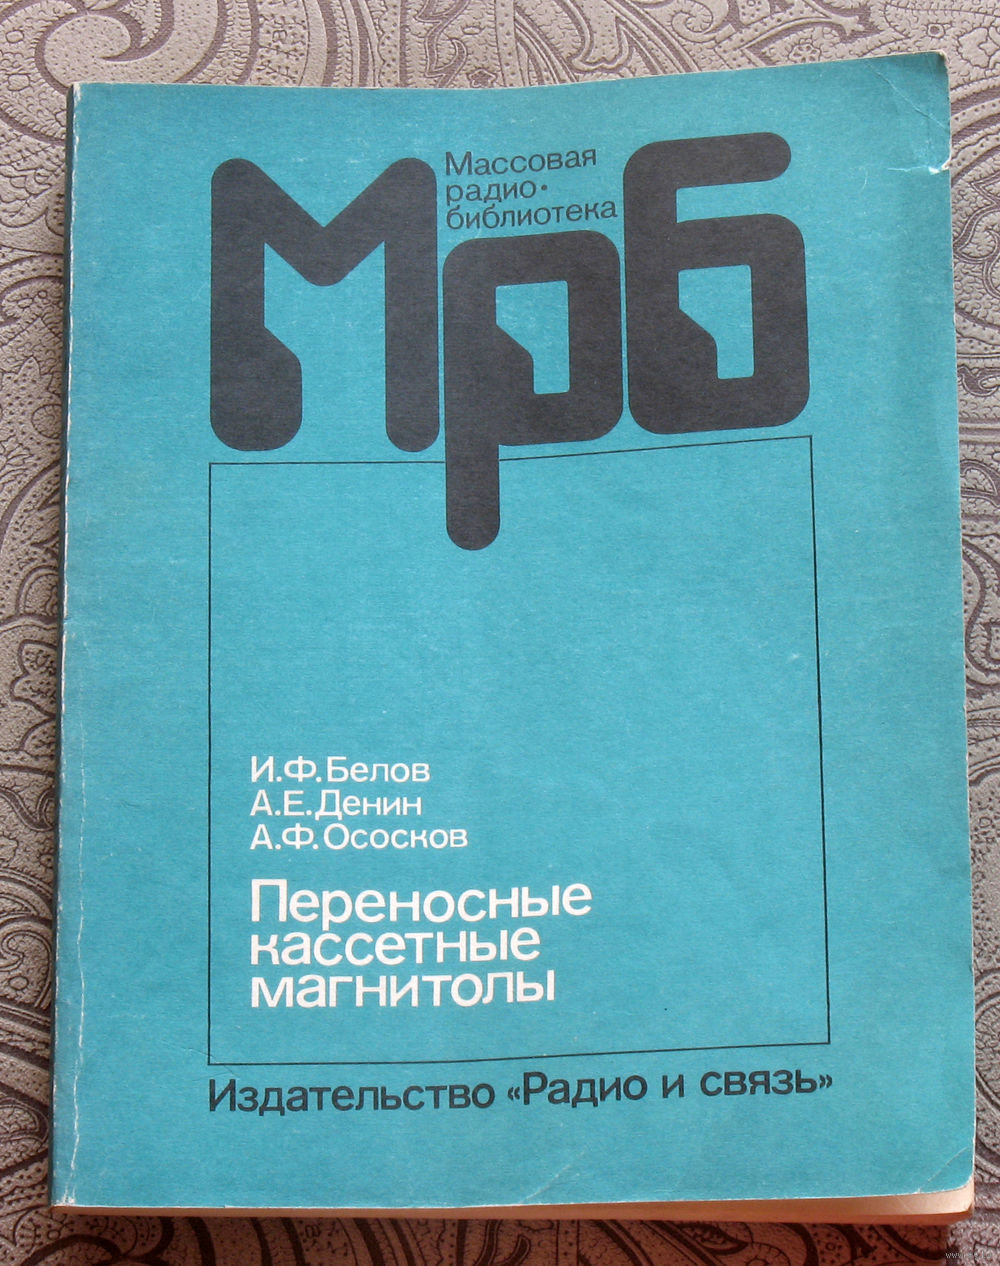 Массовая
радио-
библиотека
Мрб
И.Ф.Белов
А.Е.Денин
А.Ф.Ососков
Переносные
кассетные
магнитолы
Издательство «Радио и связь»